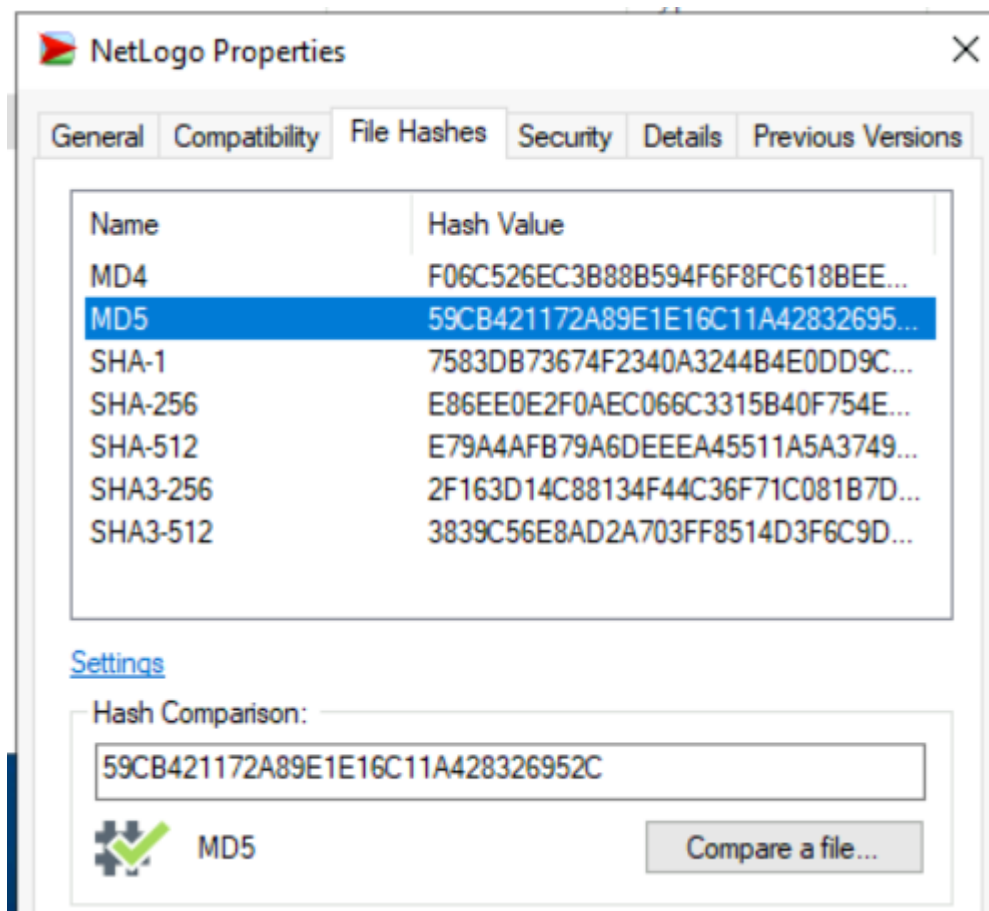 NetLogo Properties
General Compatibility File Hashes Security Details Previous Versions
Name Hash Value
MD4 F06C526EC3B88B594F6F8FC618BEE...
MD5 59CB421172A89E1E16C11A42832695...
SHA-1 7583DB73674F2340A3244B4E0DD9C...
SHA-256 E86EE0E2F0AEC066C3315B40F754E...
SHA-512 E79A4AFB79A6DEEEA45511A5A3749...
SHA3-256 2F163D14C88134F44C36F71C081B7D...
SHA3-512 3839C56E8AD2A703FF8514D3F6C9D...
Settings
Hash Comparison:
59CB421172A89E1E16C11A428326952C
MD5 Compare a file...